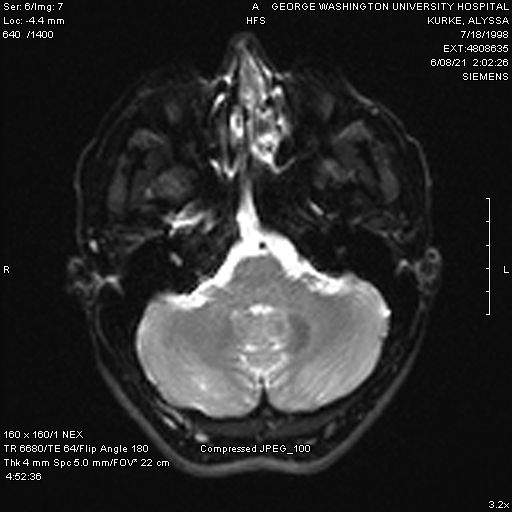 Ser: 6/Img: 7
Loc: -4.4 mm
640 /1400
A
HFS
GEORGE WASHINGTON UNIVERSITY HOSPITAL
KURKE, ALYSSA
7/18/1998
EXT:4808635
6/08/21 2:02:26
SIEMENS
R
L
160 x 160/1 NEX
TR 6680/TE 64/Flip Angle 180
Thk 4 mm Spc 5.0 mm/FOV* 22 cm
4:52:36
Compressed JPEG_100
3.2x